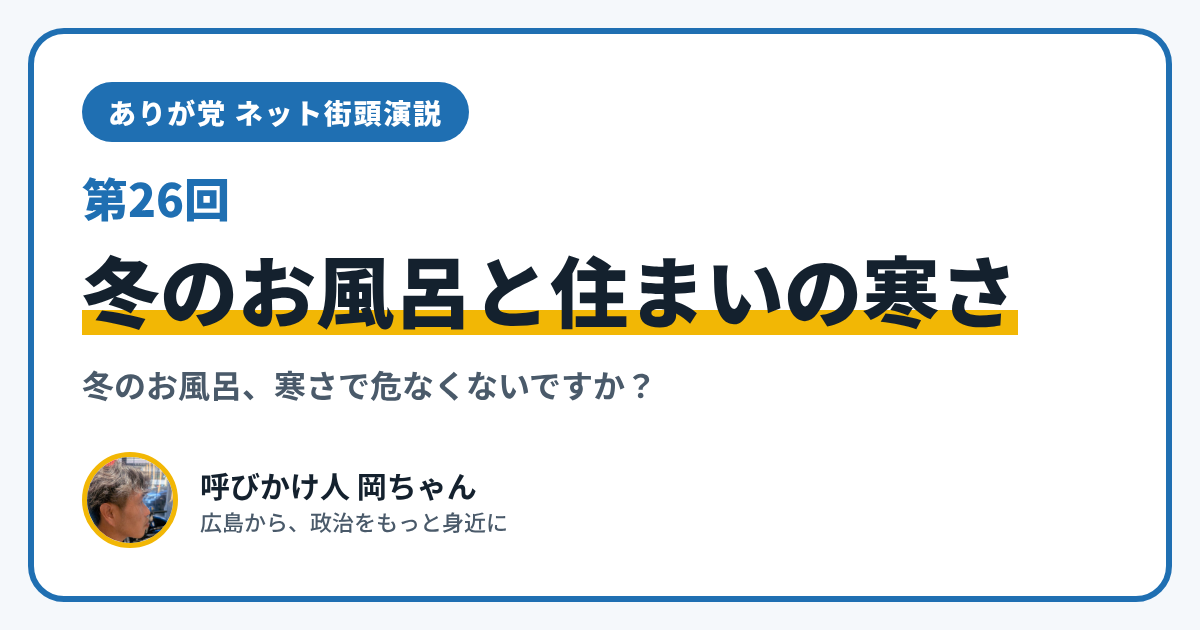 ありが党 ネット街頭演説
第26回
冬のお風呂と住まいの寒さ
冬のお風呂、寒さで危なくないですか？
呼びかけ人 岡ちゃん
広島から、政治をもっと身近に